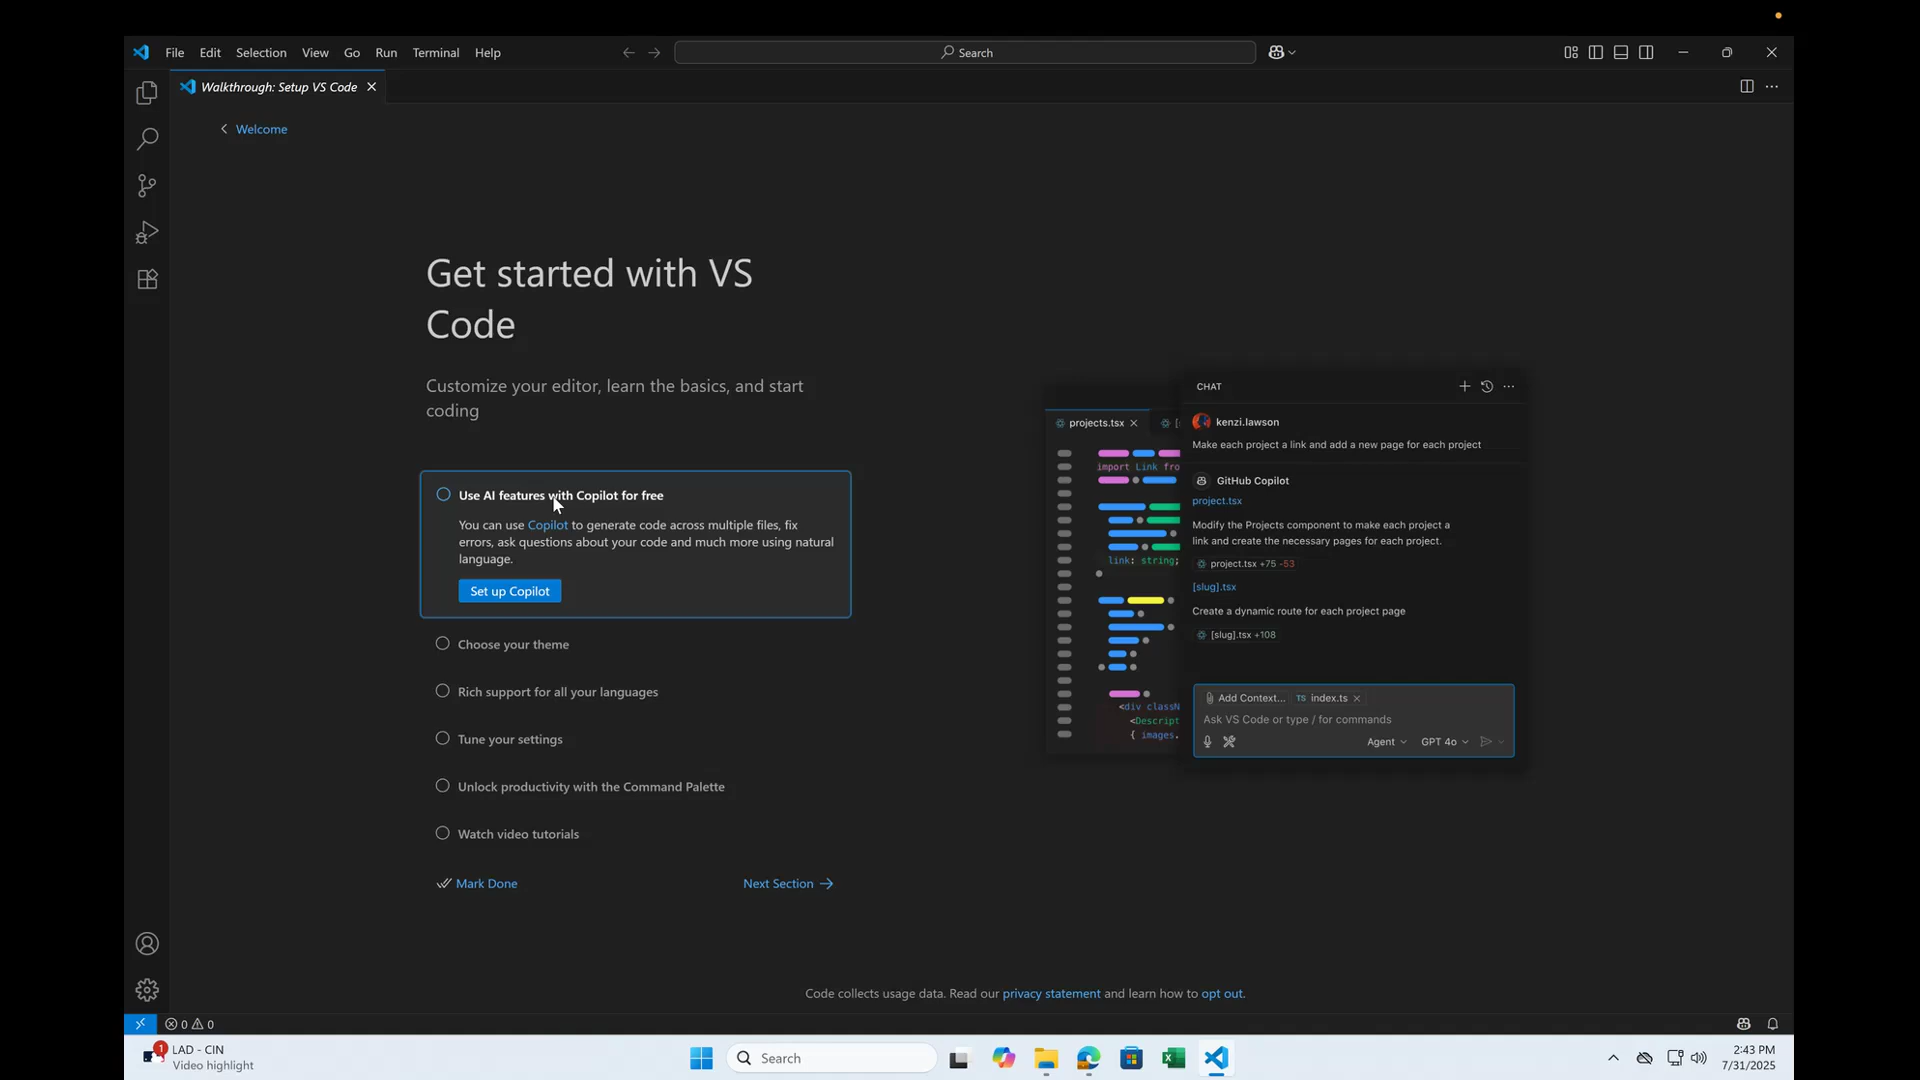 File Edit Selection View Go Run Terminal Help
Search
Walkthrough: Setup VS Code
Welcome
Get started with VS
Code
Customize your editor, learn the basics, and start
coding
Use AI features with Copilot for free
You can use Copilot to generate code across multiple files, fix
errors, ask questions about your code and much more using natural
language.
Set up Copilot
Choose your theme
Rich support for all your languages
Tune your settings
Unlock productivity with the Command Palette
Watch video tutorials
Mark Done
Next Section
projects.tsx
[
import Link fro
link: string;
<div classN
<Descript
{ images.
CHAT
kenzi.lawson
Make each project a link and add a new page for each project
GitHub Copilot
project.tsx
Modify the Projects component to make each project a
link and create the necessary pages for each project.
project.tsx +75 -53
[slug].tsx
Create a dynamic route for each project page
[slug].tsx +108
Add Context... TS index.ts
Ask VS Code or type / for commands
Agent GPT 4o
Code collects usage data. Read our privacy statement and learn how to opt out.
0 0
1
LAD - CIN
Video highlight
Search
2:43 PM
7/31/2025